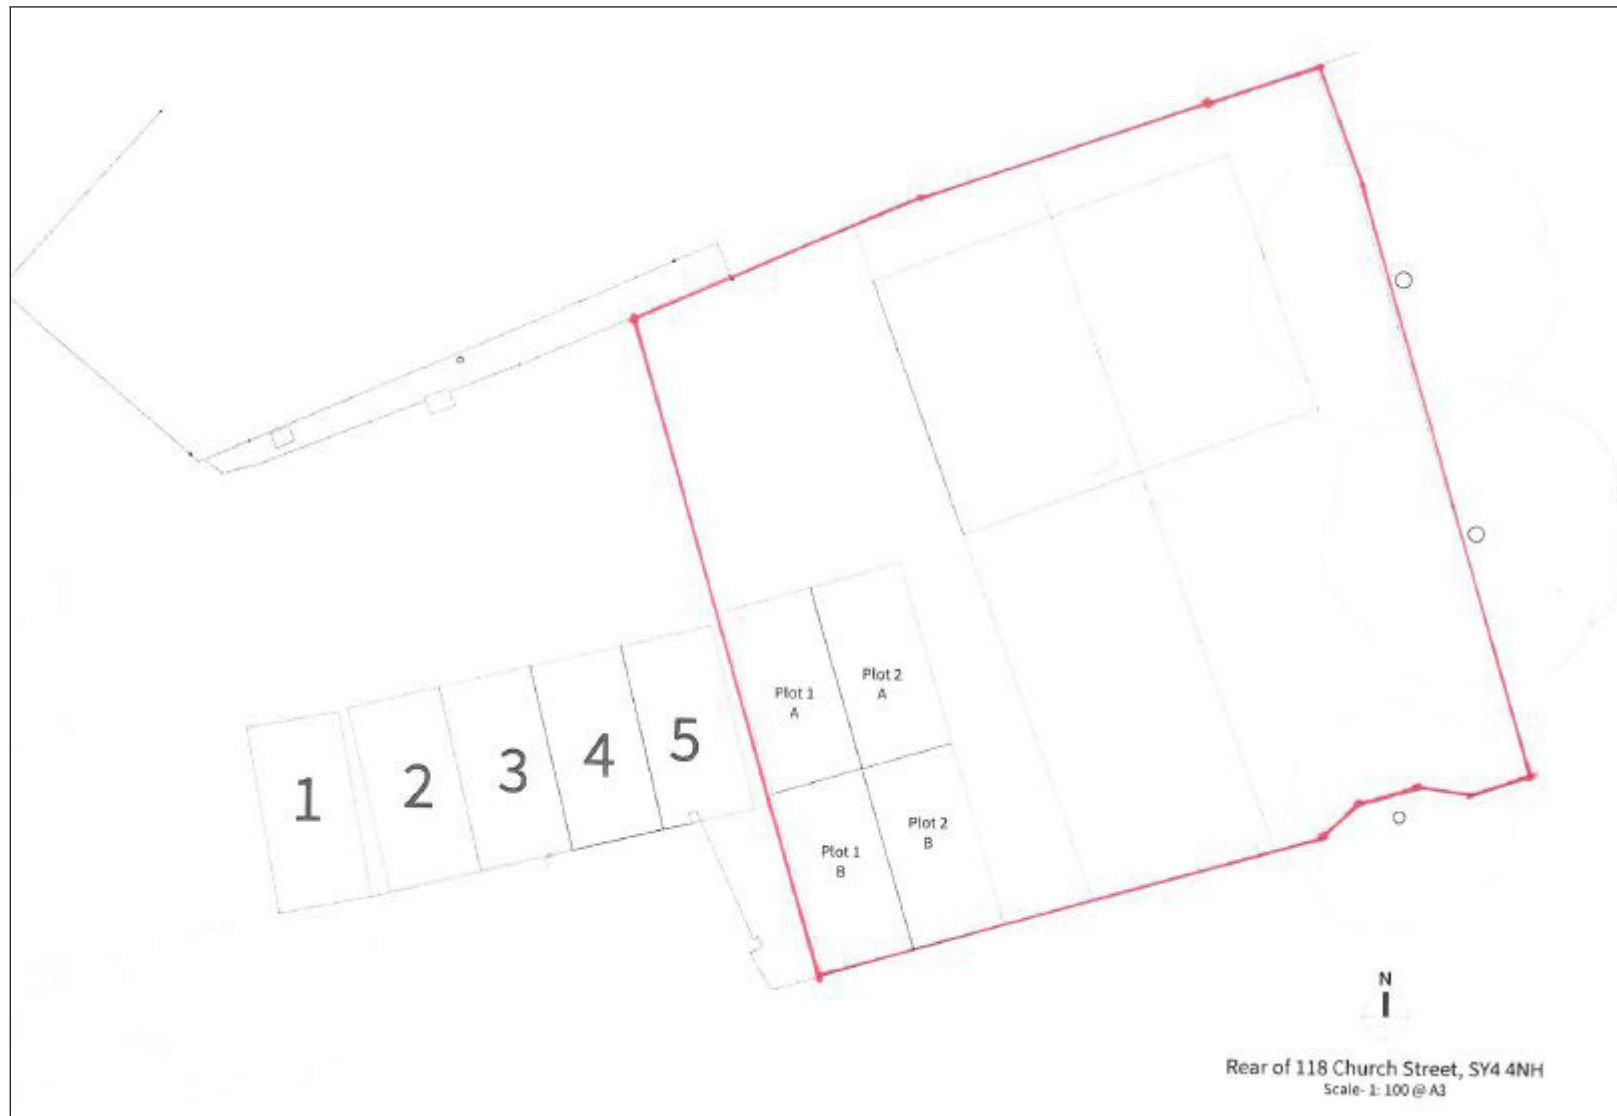 Plot 2
A
Plot 1
A
5
4
3
2
1
Plot 2
B
Plot 1
B
N
Rear of 118 Church Street, SY4 4NH
Scale- 1: 100 @ A3